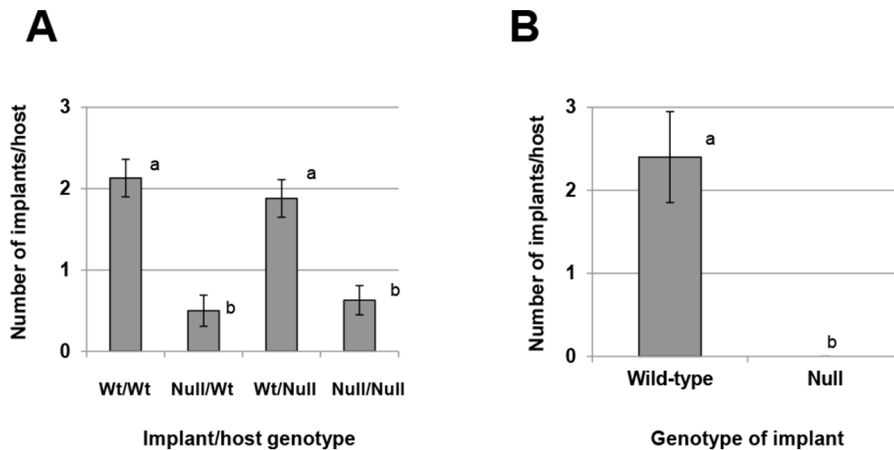 A
Number of implants/host
3
2
1
0
a
b
a
b
Wt/Wt Null/Wt Wt/Null Null/Null
Implant/host genotype
B
Number of implants/host
3
2
1
0
a
b
Wild-type Null
Genotype of implant